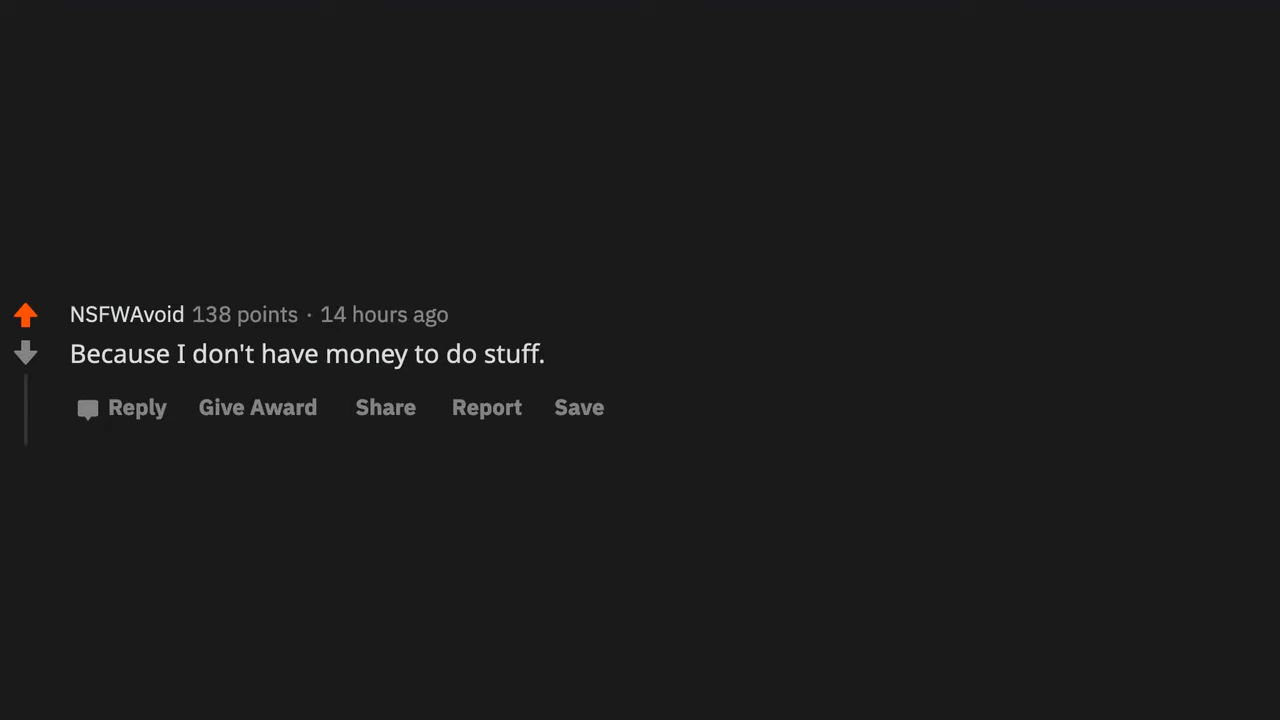 NSFWAvoid 138 points · 14 hours ago
Because I don't have money to do stuff.
Reply Give Award Share Report Save